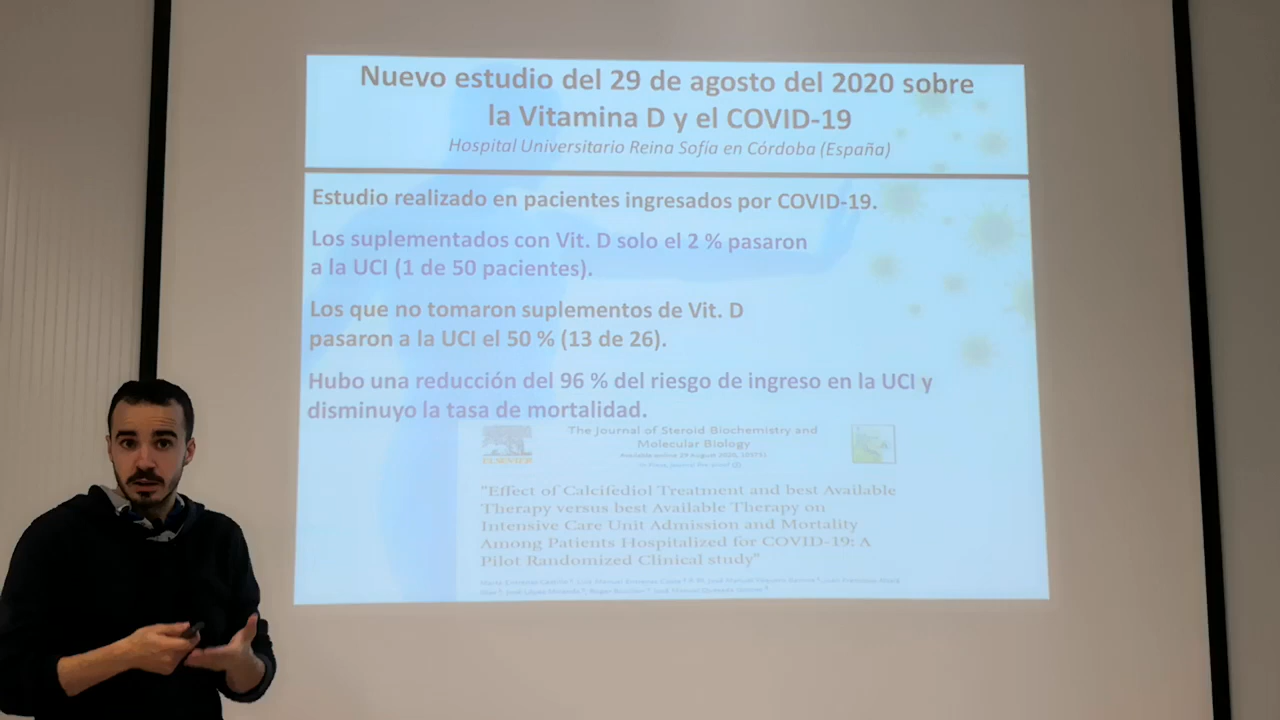 Nuevo estudio del 29 de agosto del 2020 sobre
la Vitamina D y el COVID-19
Hospital Universitario Reina Sofía en Córdoba (España)
Estudio realizado en pacientes ingresados por COVID-19.
Los suplementados con Vit. D solo el 2 % pasaron
a la UCI (1 de 50 pacientes).
Los que no tomaron suplementos de Vit. D
pasaron a la UCI el 50 % (13 de 26).
Hubo una reducción del 96 % del riesgo de ingreso en la UCI y
disminuyo la tasa de mortalidad.
The Journal of Steroid Biochemistry and
Molecular Biology
Available online 29 August 2020,
ELSEVIER
"Effect of Calcifediol Treatment and best Available
Therapy versus best Available Therapy on
Intensive Care Unit Admission and Mortality
Among Patients Hospitalized for COVID-19: A
Pilot Randomized Clinical study"